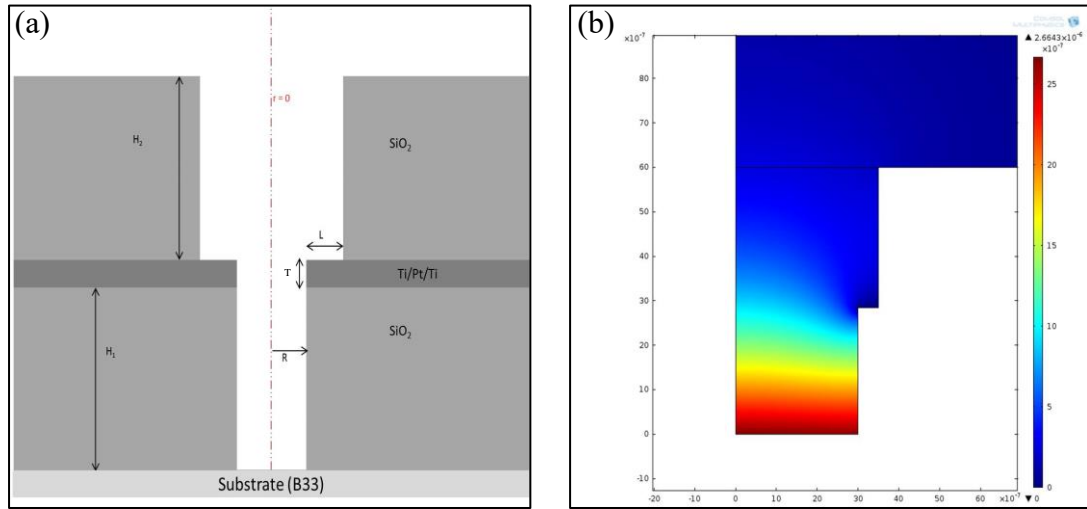 (a)
r = 0
H₂
SiO₂
L
T
Ti/Pt/Ti
SiO₂
H₁
R
Substrate (B33)
(b)
COMSOL
MULTIPHYSICS
×10⁻⁷
▲ 2.6643×10⁻⁶
×10⁻⁷
80
70
60
50
40
30
20
10
0
-10
-20 -10 0 10 20 30 40 50 60 ×10⁻⁷
25
20
15
10
5
0
▼ 0